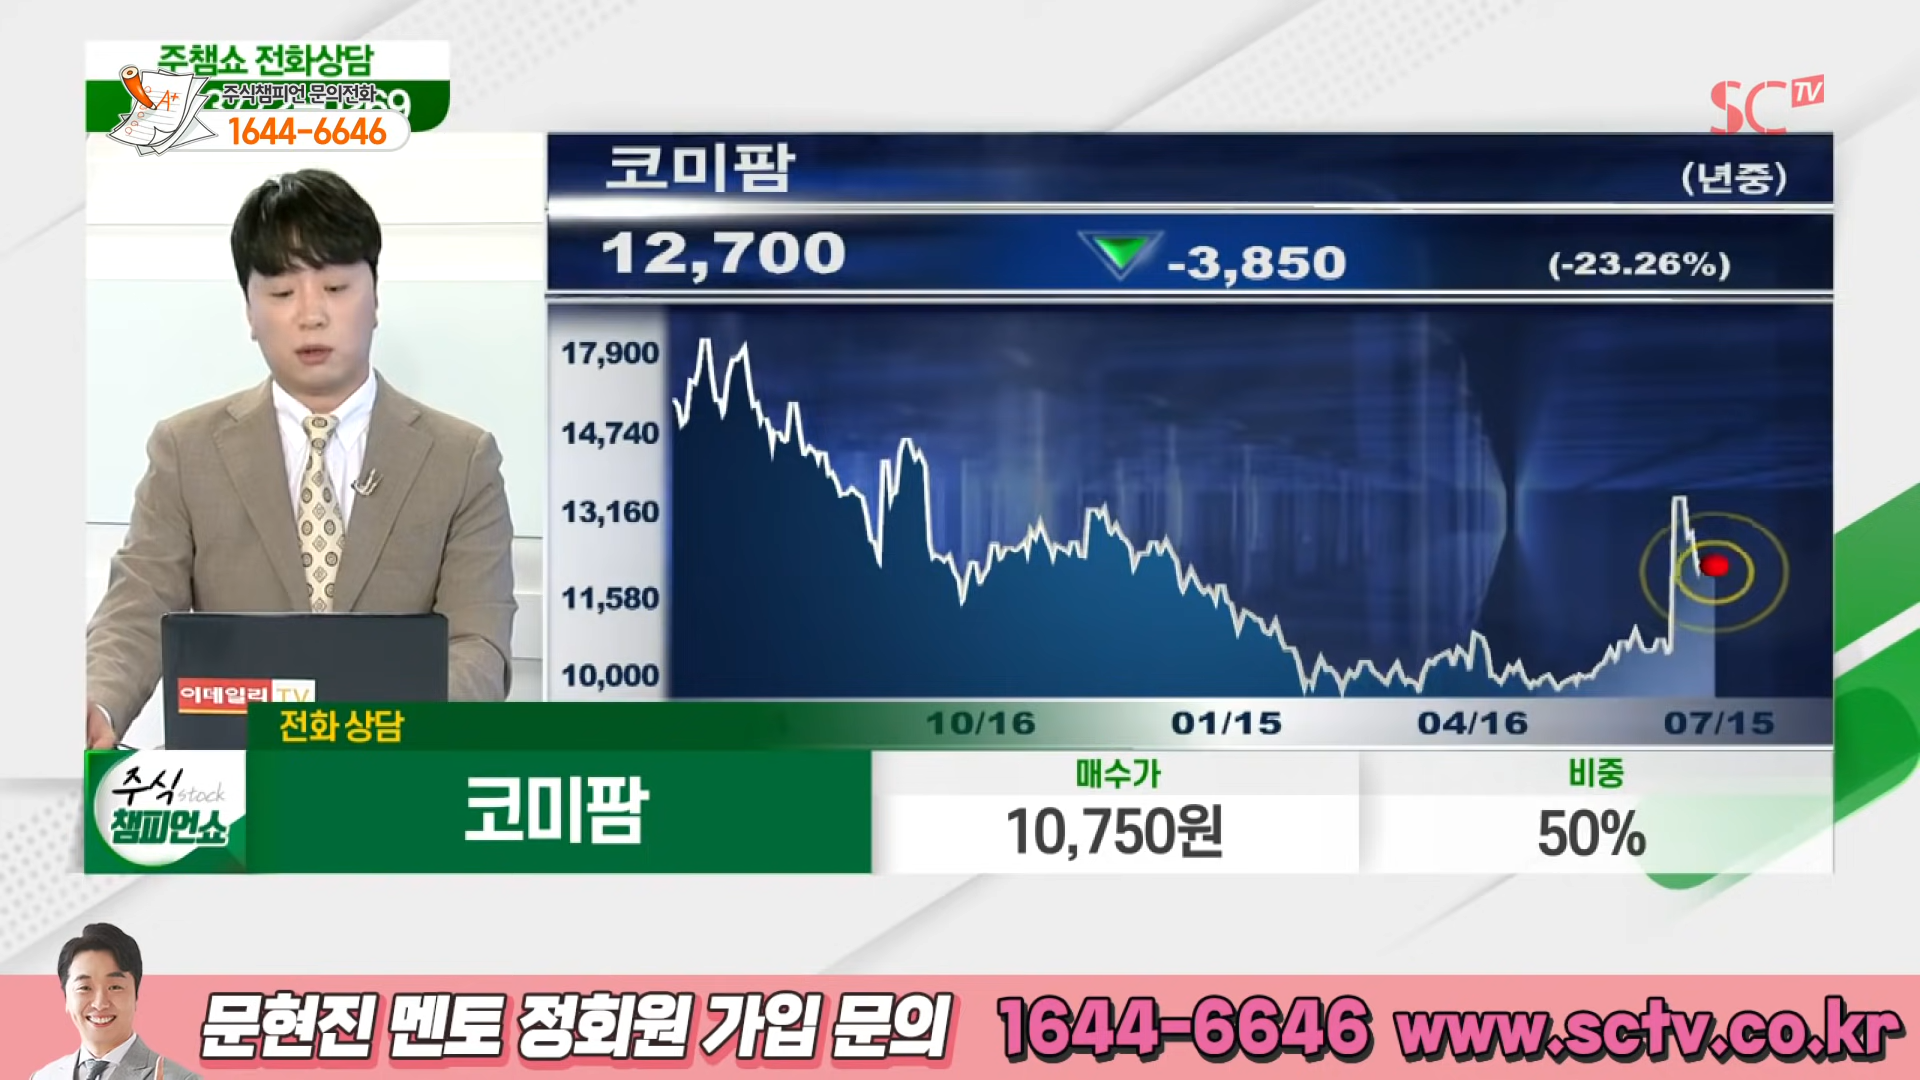 주챔쇼 전화상담
주식챔피언 문의전화
1644-6646
A+
SC TV
코미팜
(년중)
12,700
-3,850
(-23.26%)
17,900
14,740
13,160
11,580
10,000
10/16
01/15
04/16
07/15
이데일리TV
전화 상담
주식 stock
챔피언쇼
코미팜
매수가
10,750원
비중
50%
문현진 멘토 정회원 가입 문의 1644-6646 www.sctv.co.kr